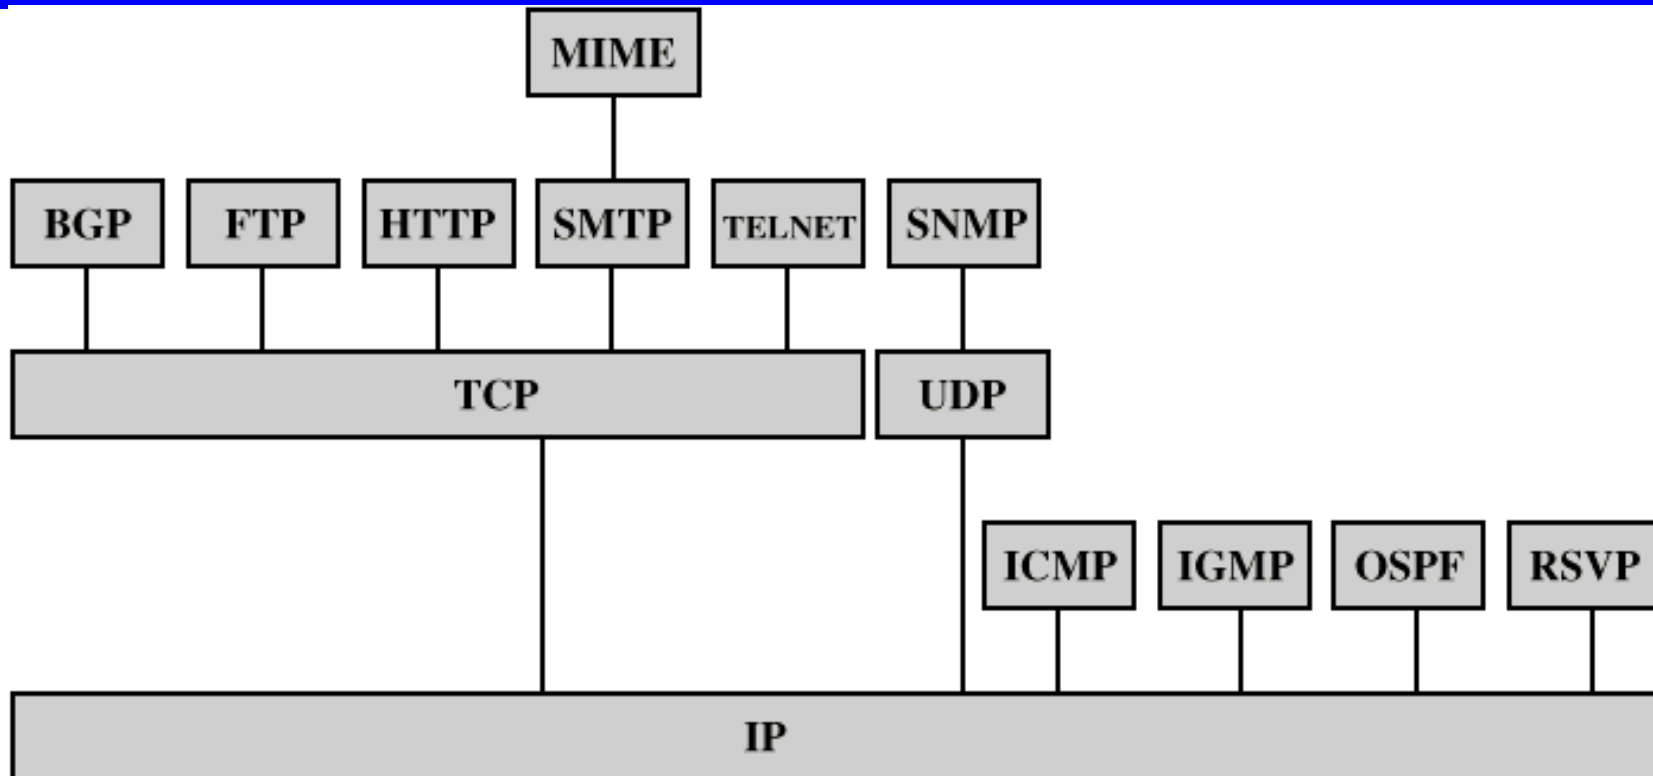 MIME
BGP FTP HTTP SMTP TELNET SNMP
TCP UDP
ICMP IGMP OSPF RSVP
IP